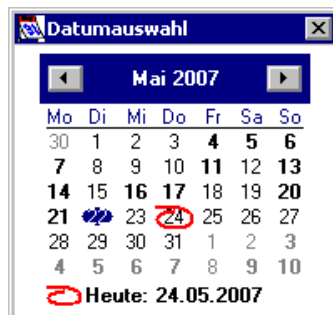 Datumauswahl
Mai 2007
Mo Di Mi Do Fr Sa So
30 1 2 3 4 5 6
7 8 9 10 11 12 13
14 15 16 17 18 19 20
21 22 23 24 25 26 27
28 29 30 31 1 2 3
4 5 6 7 8 9 10
Heute: 24.05.2007